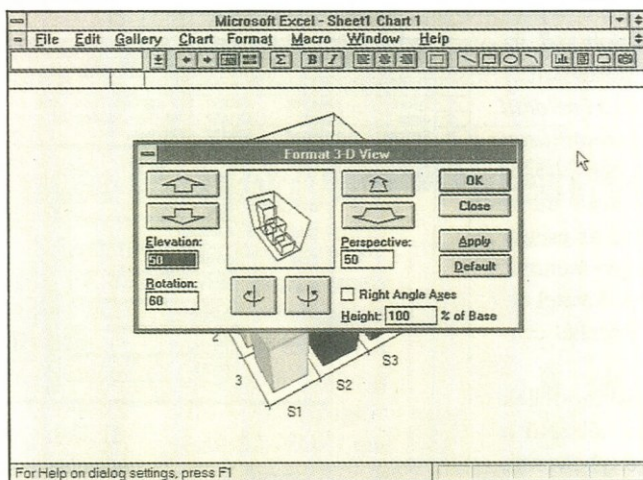 Microsoft Excel - Sheet1 Chart 1
File Edit Gallery Chart Format Macro Window Help
Σ B I
Format 3-D View
OK
Close
Elevation:
50
Perspective:
50
Apply
Default
Rotation:
60
Right Angle Axes
Height: 100 % of Base
2
3
S1
S2
S3
For Help on dialog settings, press F1